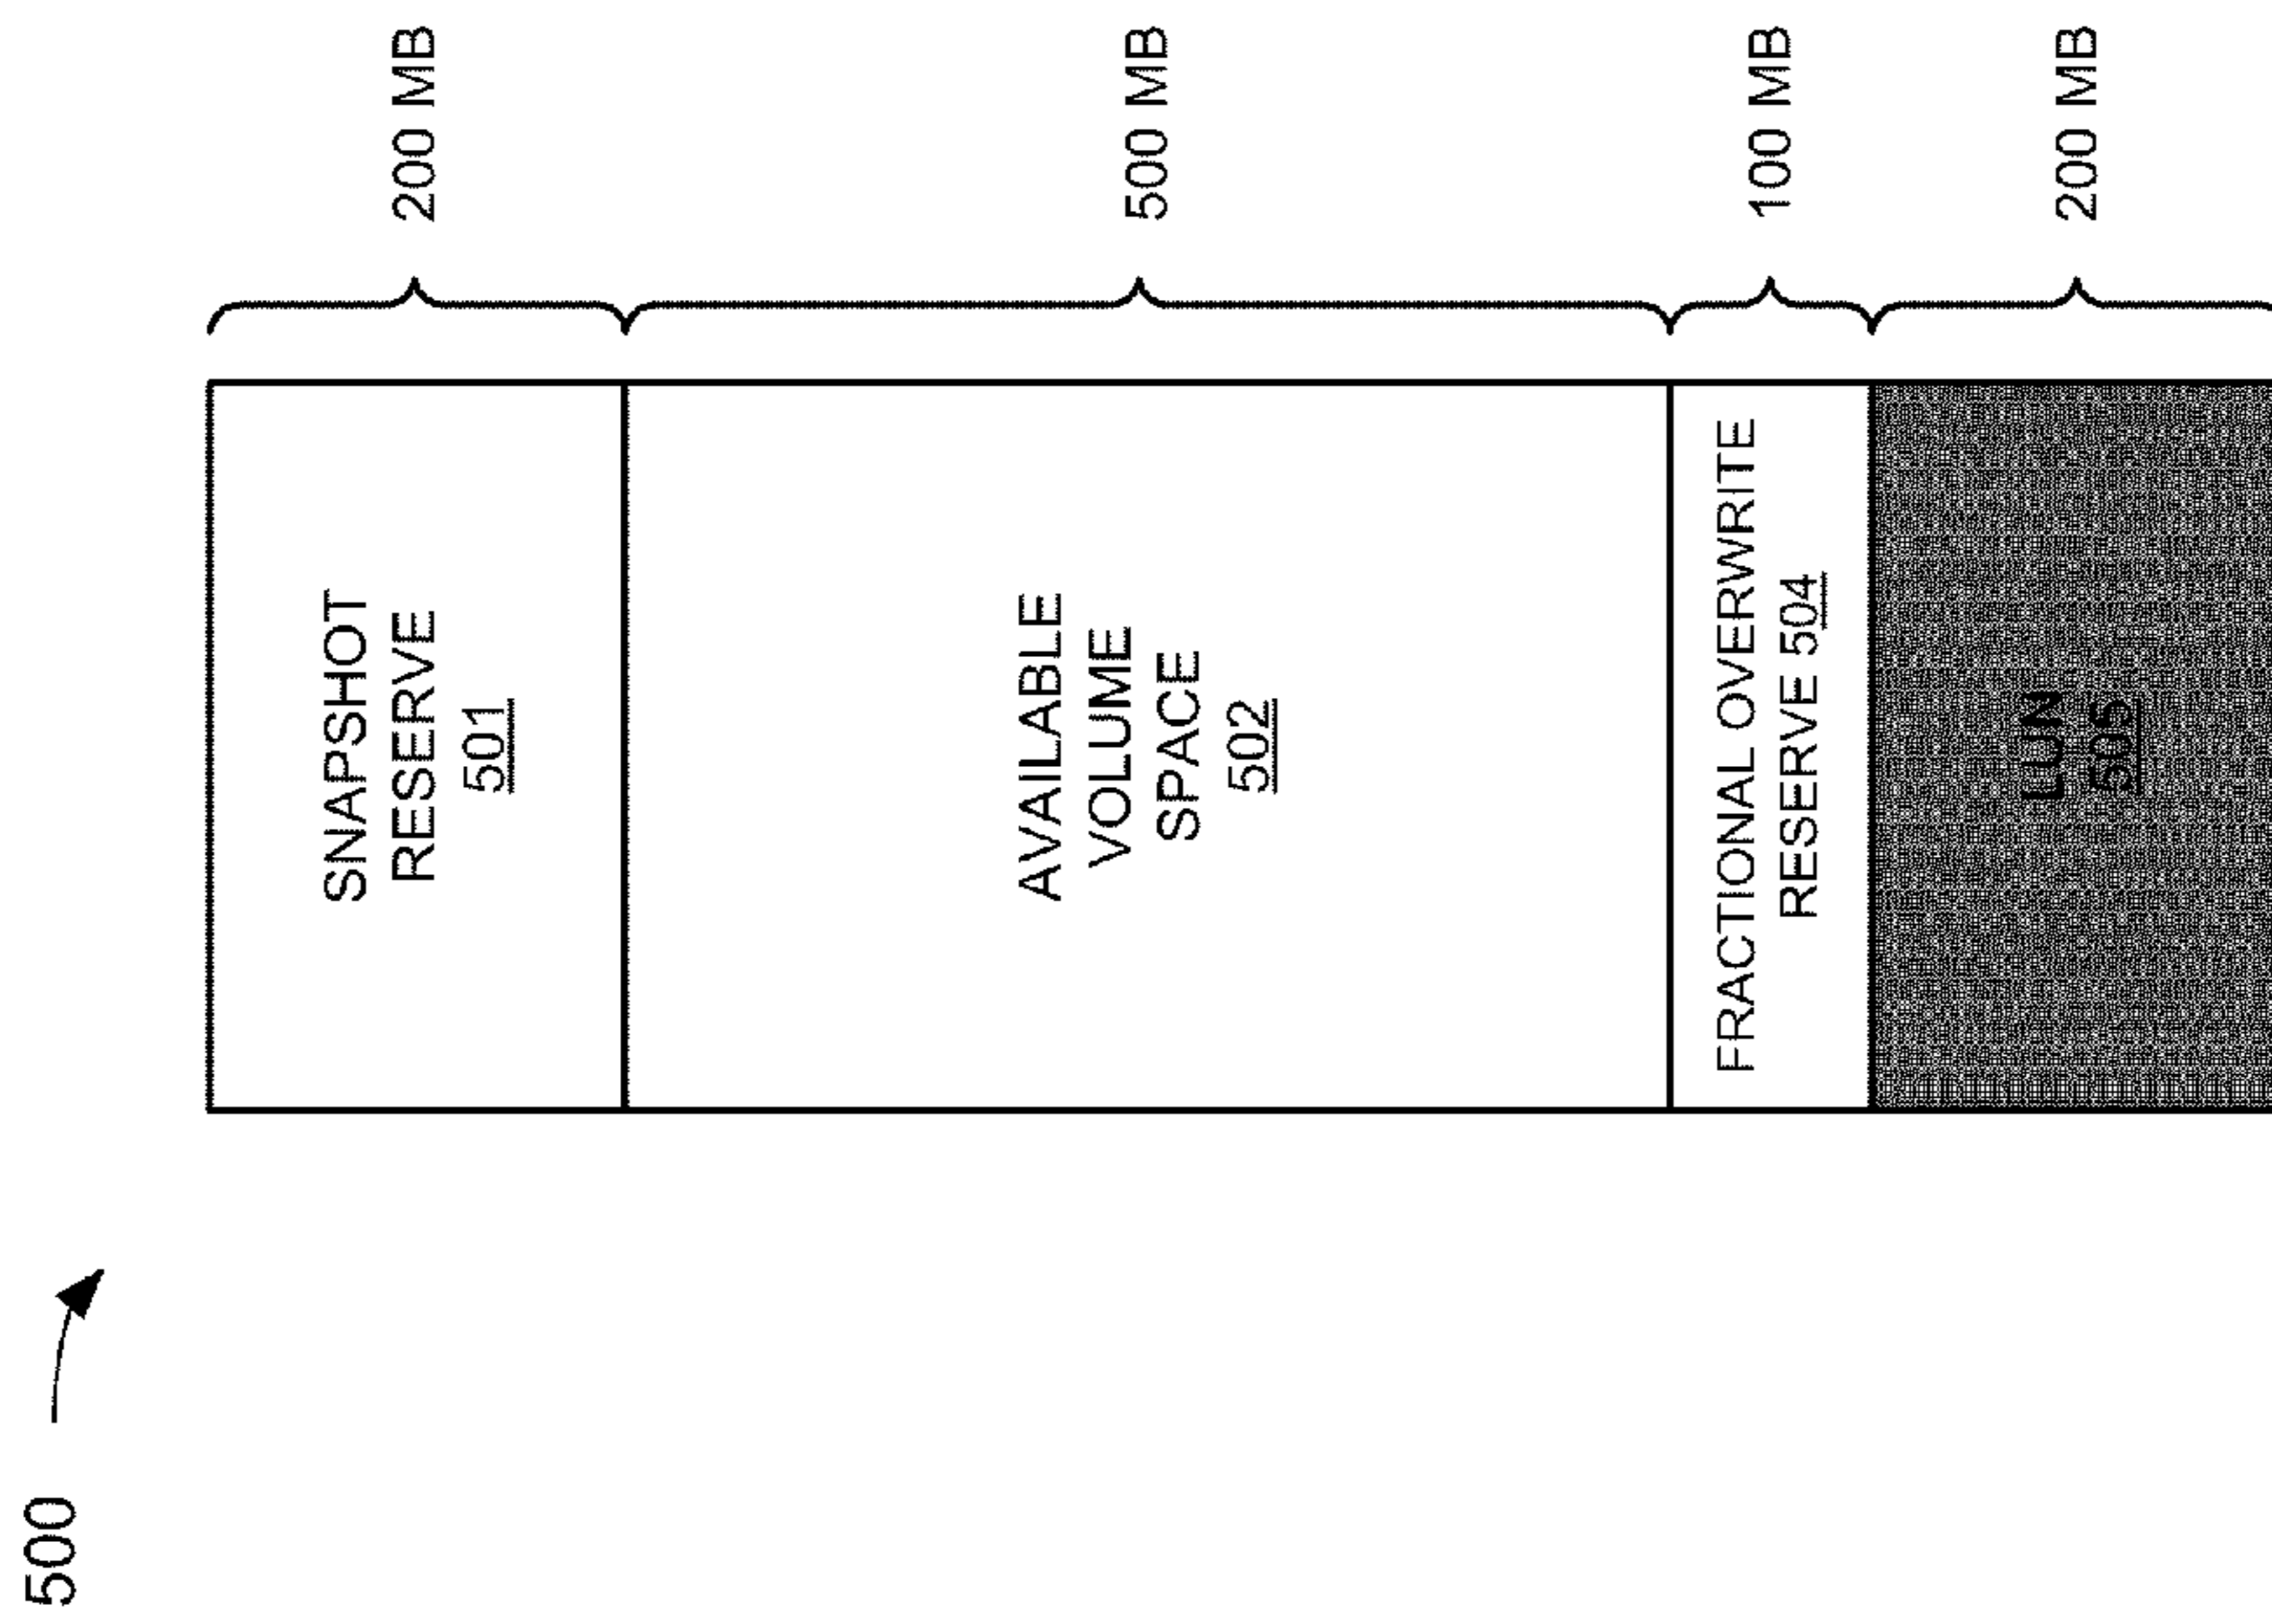 500
SNAPSHOT
RESERVE
501
200 MB
AVAILABLE
VOLUME
SPACE
502
500 MB
FRACTIONAL OVERWRITE
RESERVE 504
100 MB
LUN
505
200 MB